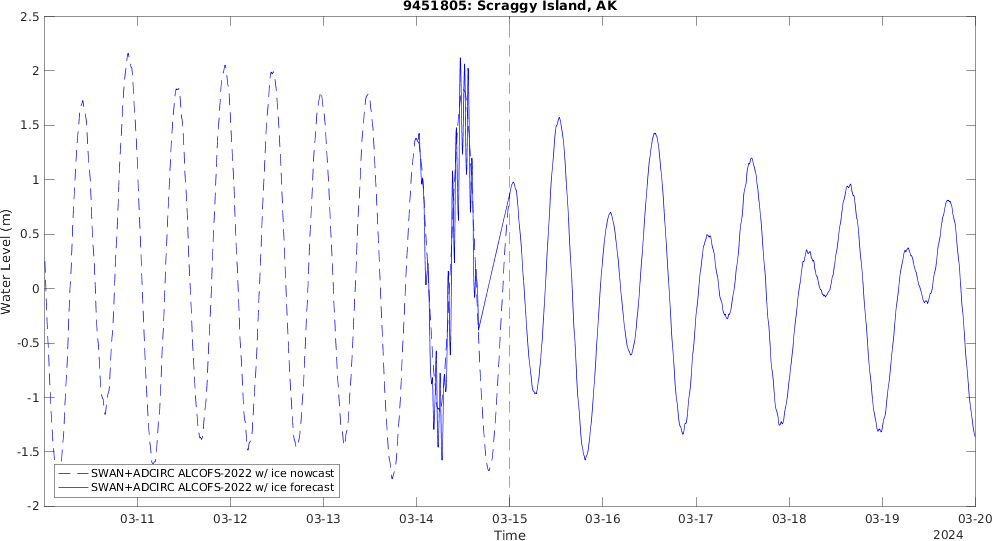 9451805: Scraggy Island, AK
2.5
2
1.5
1
0.5
0
-0.5
-1
-1.5
-2
Water Level (m)
SWAN+ADCIRC ALCOFS-2022 w/ ice nowcast
SWAN+ADCIRC ALCOFS-2022 w/ ice forecast
03-11 03-12 03-13 03-14 03-15 03-16 03-17 03-18 03-19 03-20
Time
2024